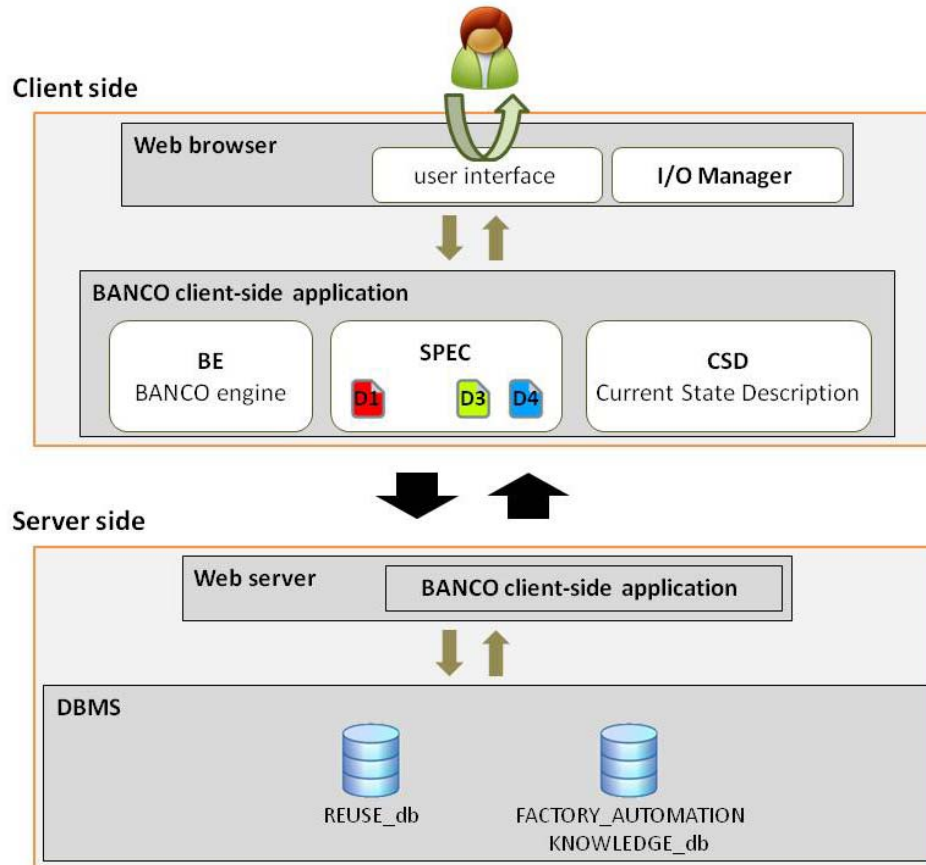 Client side
Web browser
user interface
I/O Manager
BANCO client-side application
BE
BANCO engine
SPEC
D1
D3
D4
CSD
Current State Description
Server side
Web server
BANCO client-side application
DBMS
REUSE_db
FACTORY_AUTOMATION
KNOWLEDGE_db